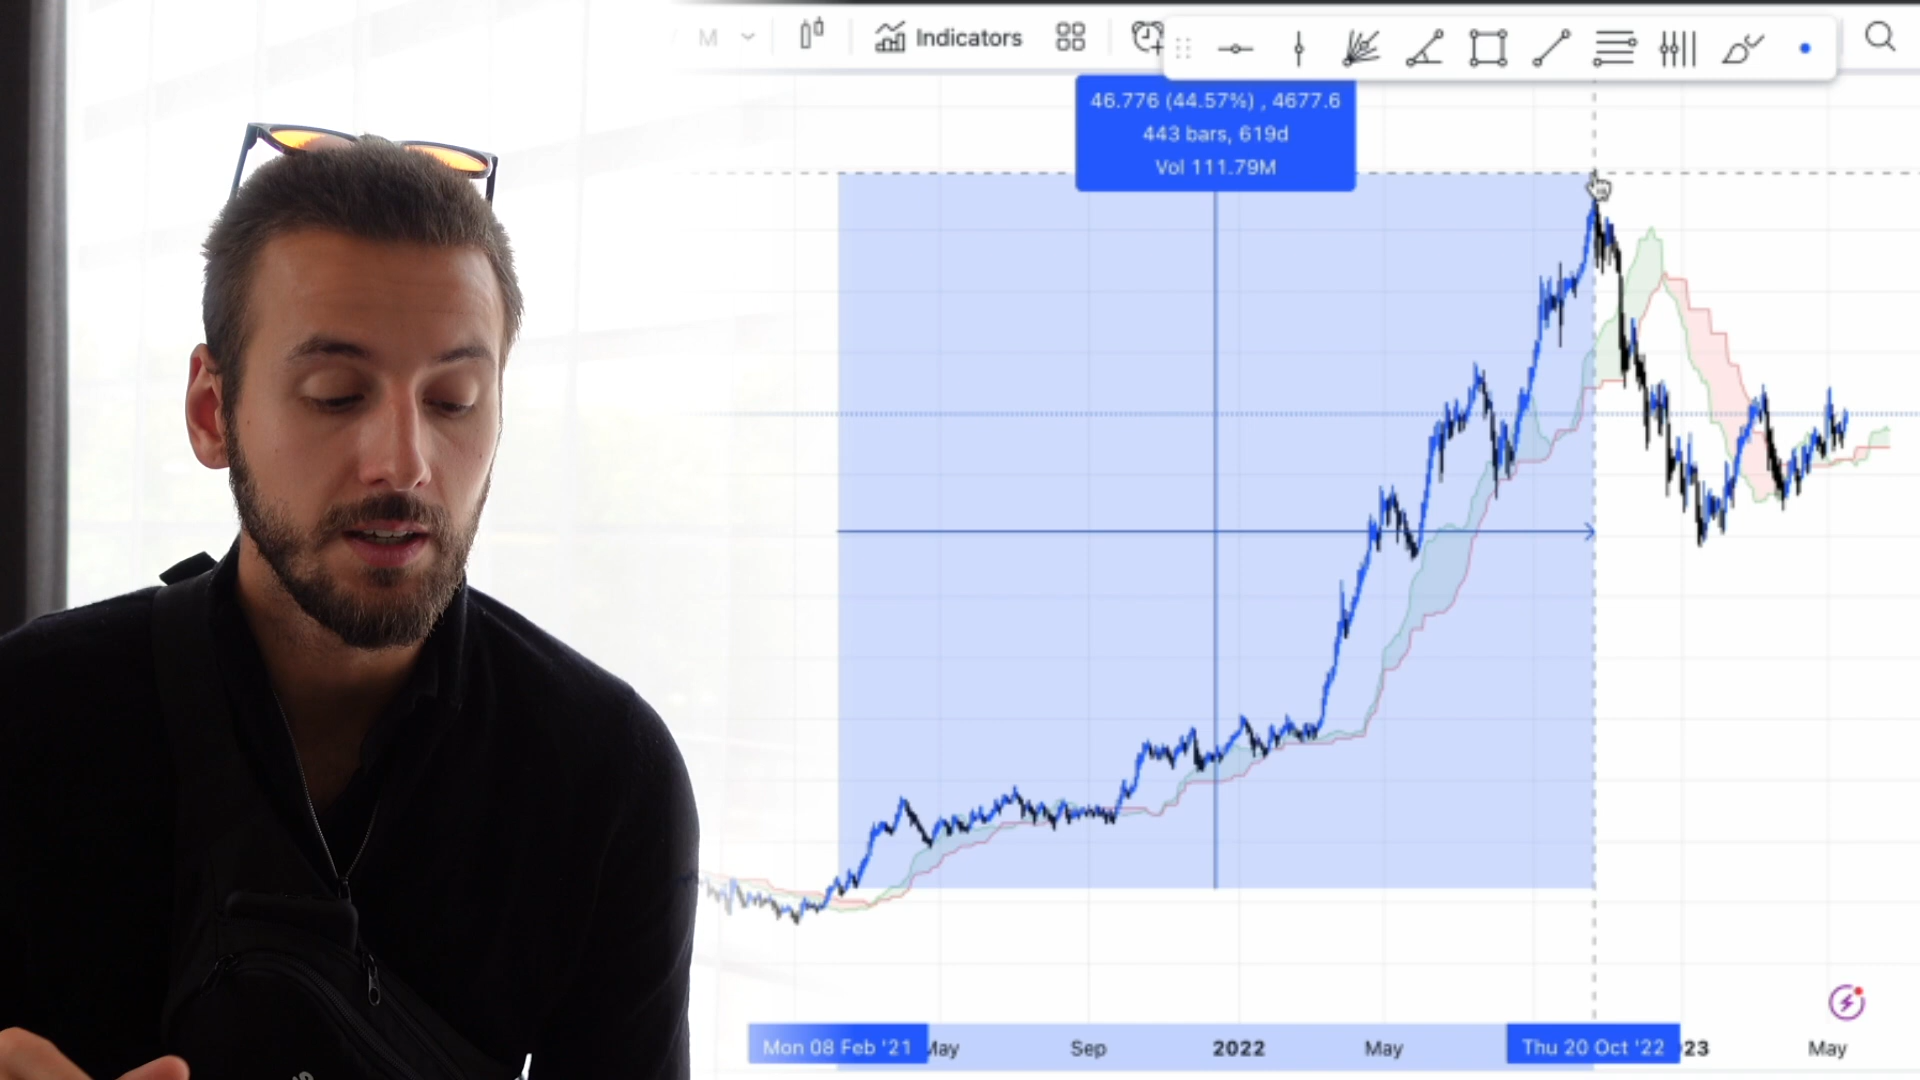 M
Indicators
46.776 (44.57%) , 4677.6
443 bars, 619d
Vol 111.79M
Mon 08 Feb '21
May
Sep
2022
May
Thu 20 Oct '22
23
May